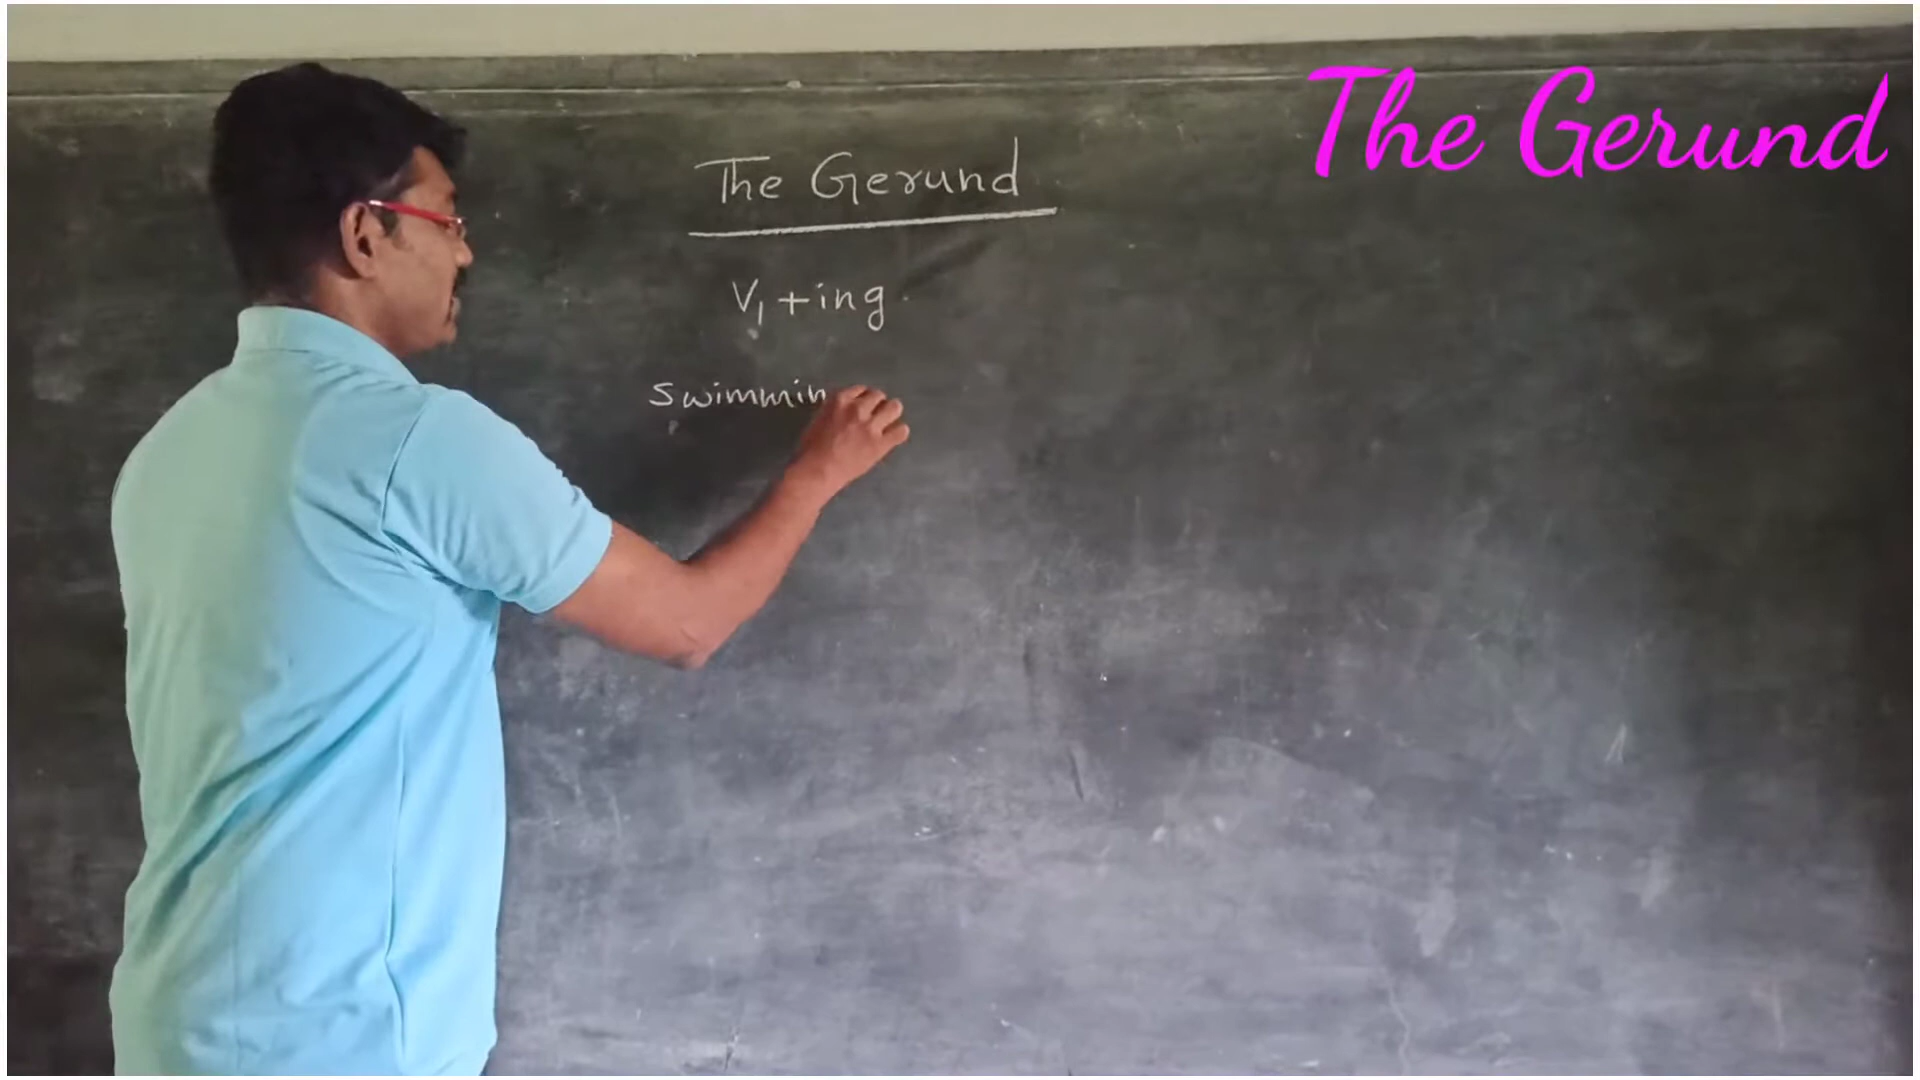 The Gerund
The Gerund
V1 + ing
Swimmin